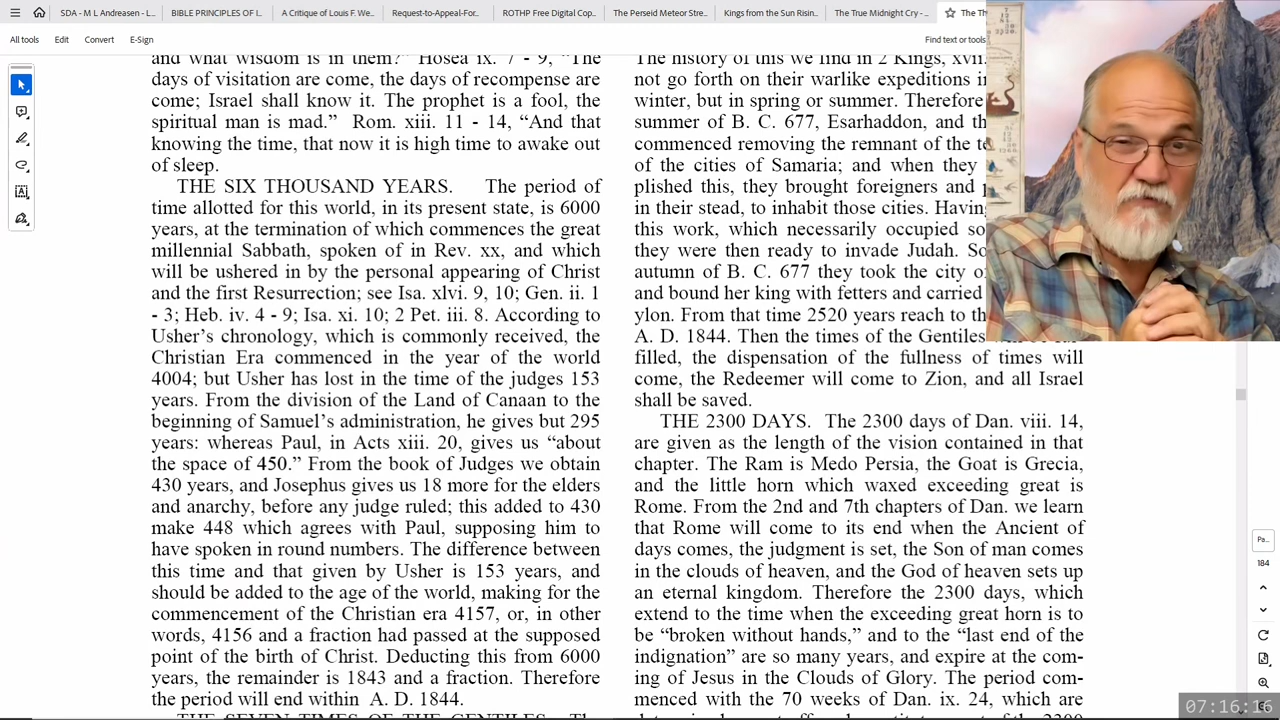 SDA - M L Andreasen - L...
BIBLE PRINCIPLES OF I...
A Critique of Louis F. We...
Request-to-Appeal-For...
ROTHP Free Digital Cop...
The Perseid Meteor Stre...
Kings from the Sun Risin...
The True Midnight Cry - ...
The Th
All tools Edit Convert E-Sign
Find text or tools
and what wisdom is in them?” Hosea ix. 7 - 9, “The
days of visitation are come, the days of recompense are
come; Israel shall know it. The prophet is a fool, the
spiritual man is mad.” Rom. xiii. 11 - 14, “And that
knowing the time, that now it is high time to awake out
of sleep.
THE SIX THOUSAND YEARS. The period of
time allotted for this world, in its present state, is 6000
years, at the termination of which commences the great
millennial Sabbath, spoken of in Rev. xx, and which
will be ushered in by the personal appearing of Christ
and the first Resurrection; see Isa. xlvi. 9, 10; Gen. ii. 1
- 3; Heb. iv. 4 - 9; Isa. xi. 10; 2 Pet. iii. 8. According to
Usher’s chronology, which is commonly received, the
Christian Era commenced in the year of the world
4004; but Usher has lost in the time of the judges 153
years. From the division of the Land of Canaan to the
beginning of Samuel’s administration, he gives but 295
years: whereas Paul, in Acts xiii. 20, gives us “about
the space of 450.” From the book of Judges we obtain
430 years, and Josephus gives us 18 more for the elders
and anarchy, before any judge ruled; this added to 430
make 448 which agrees with Paul, supposing him to
have spoken in round numbers. The difference between
this time and that given by Usher is 153 years, and
should be added to the age of the world, making for the
commencement of the Christian era 4157, or, in other
words, 4156 and a fraction had passed at the supposed
point of the birth of Christ. Deducting this from 6000
years, the remainder is 1843 and a fraction. Therefore
the period will end within A. D. 1844.
THE SEVEN TIMES OF THE GENTILES. The
The history of this we find in 2 Kings, xvii.
not go forth on their warlike expeditions i
winter, but in spring or summer. Therefore
summer of B. C. 677, Esarhaddon, and th
commenced removing the remnant of the te
of the cities of Samaria; and when they
plished this, they brought foreigners and
in their stead, to inhabit those cities. Having
this work, which necessarily occupied so
they were then ready to invade Judah. So
autumn of B. C. 677 they took the city o
and bound her king with fetters and carried
ylon. From that time 2520 years reach to th
A. D. 1844. Then the times of the Gentiles
filled, the dispensation of the fullness of times will
come, the Redeemer will come to Zion, and all Israel
shall be saved.
THE 2300 DAYS. The 2300 days of Dan. viii. 14,
are given as the length of the vision contained in that
chapter. The Ram is Medo Persia, the Goat is Grecia,
and the little horn which waxed exceeding great is
Rome. From the 2nd and 7th chapters of Dan. we learn
that Rome will come to its end when the Ancient of
days comes, the judgment is set, the Son of man comes
in the clouds of heaven, and the God of heaven sets up
an eternal kingdom. Therefore the 2300 days, which
extend to the time when the exceeding great horn is to
be “broken without hands,” and to the “last end of the
indignation” are so many years, and expire at the com-
ing of Jesus in the Clouds of Glory. The period com-
menced with the 70 weeks of Dan. ix. 24, which are
Pa...
184
07:16:16